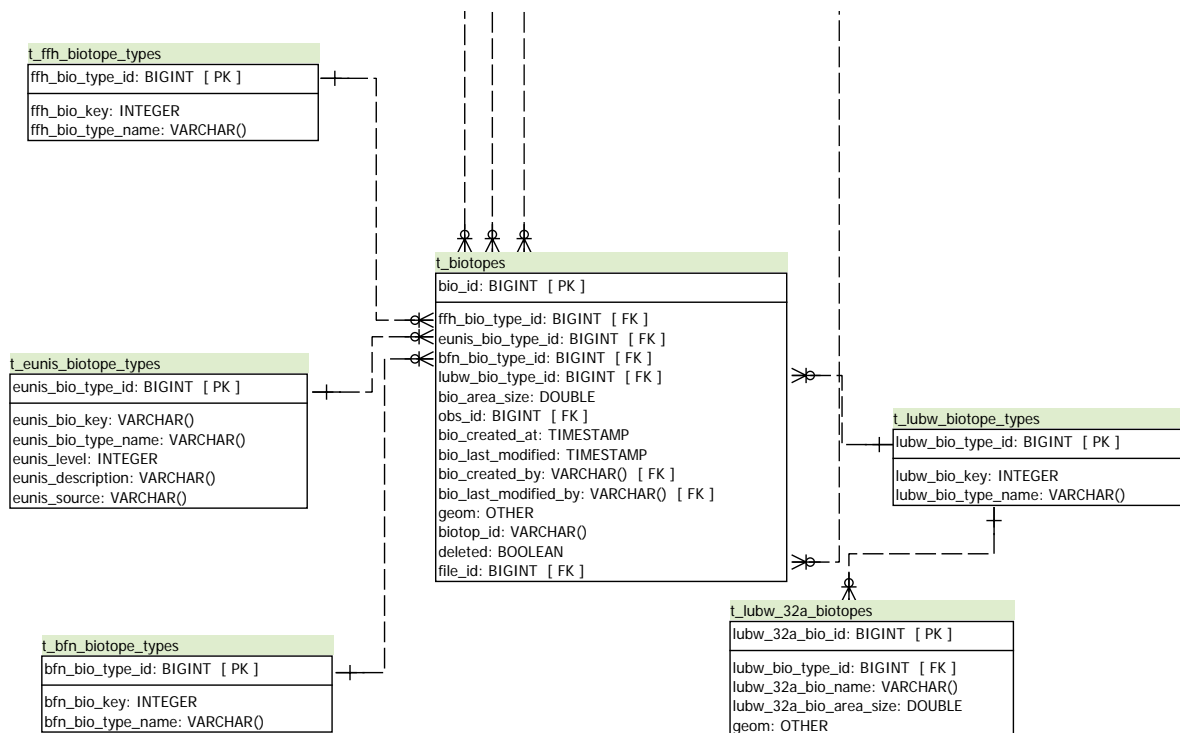 t_ffh_biotope_types
ffh_bio_type_id: BIGINT [ PK ]
ffh_bio_key: INTEGER
ffh_bio_type_name: VARCHAR()
t_biotopes
bio_id: BIGINT [ PK ]
ffh_bio_type_id: BIGINT [ FK ]
eunis_bio_type_id: BIGINT [ FK ]
bfn_bio_type_id: BIGINT [ FK ]
lubw_bio_type_id: BIGINT [ FK ]
bio_area_size: DOUBLE
obs_id: BIGINT [ FK ]
bio_created_at: TIMESTAMP
bio_last_modified: TIMESTAMP
bio_created_by: VARCHAR() [ FK ]
bio_last_modified_by: VARCHAR() [ FK ]
geom: OTHER
biotop_id: VARCHAR()
deleted: BOOLEAN
file_id: BIGINT [ FK ]
t_eunis_biotope_types
eunis_bio_type_id: BIGINT [ PK ]
eunis_bio_key: VARCHAR()
eunis_bio_type_name: VARCHAR()
eunis_level: INTEGER
eunis_description: VARCHAR()
eunis_source: VARCHAR()
t_lubw_biotope_types
lubw_bio_type_id: BIGINT [ PK ]
lubw_bio_key: INTEGER
lubw_bio_type_name: VARCHAR()
t_bfn_biotope_types
bfn_bio_type_id: BIGINT [ PK ]
bfn_bio_key: INTEGER
bfn_bio_type_name: VARCHAR()
t_lubw_32a_biotopes
lubw_32a_bio_id: BIGINT [ PK ]
lubw_bio_type_id: BIGINT [ FK ]
lubw_32a_bio_name: VARCHAR()
lubw_32a_bio_area_size: DOUBLE
geom: OTHER